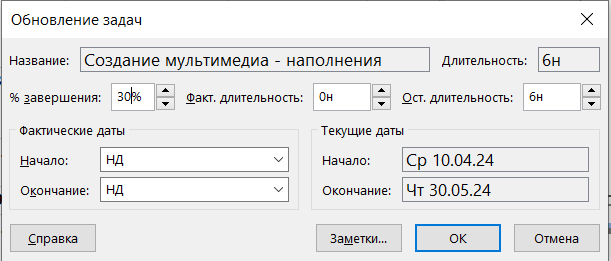 Обновление задач
Название: Создание мультимедиа - наполнения Длительность: 6н
% завершения: 30% Факт. длительность: 0н Ост. длительность: 6н
Фактические даты
Начало: НД
Окончание: НД
Текущие даты
Начало: Ср 10.04.24
Окончание: Чт 30.05.24
Справка Заметки... ОК Отмена